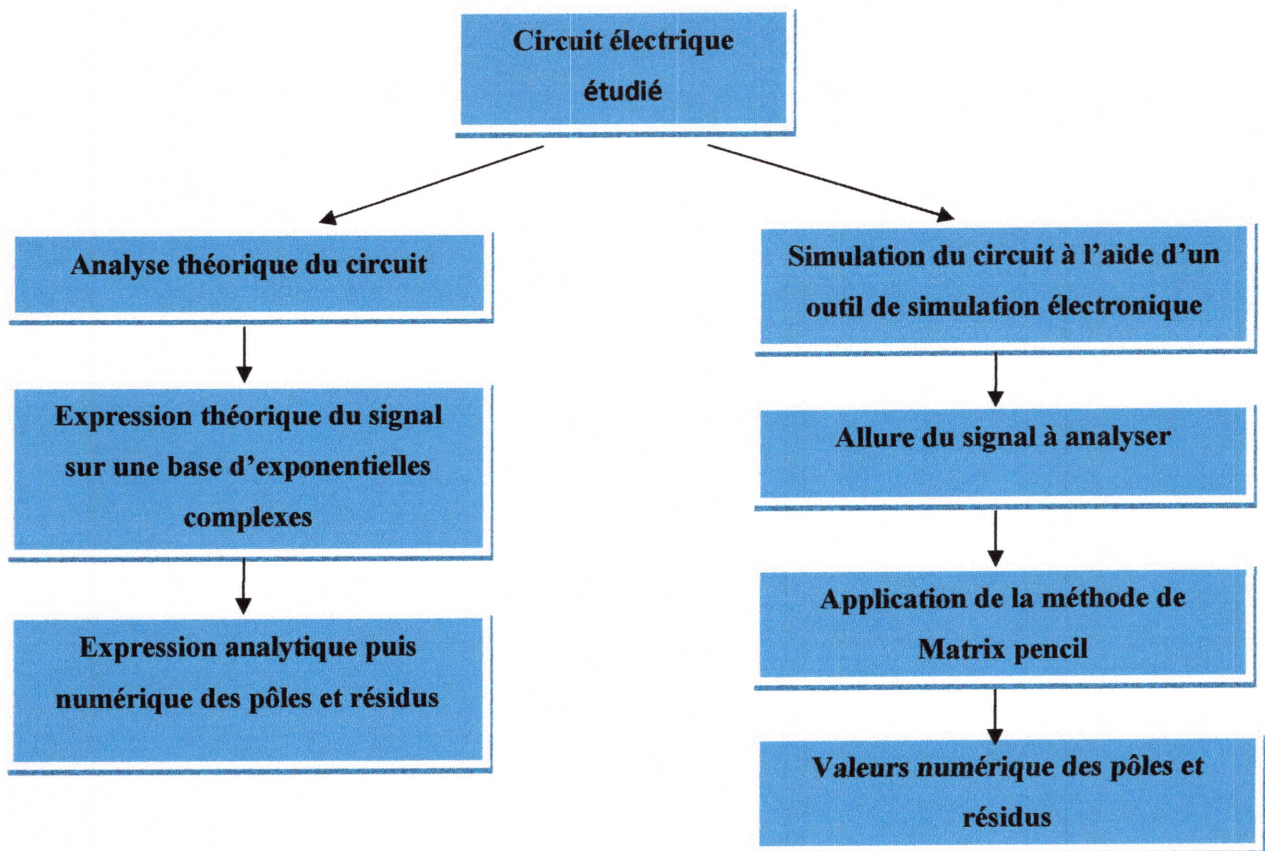 Circuit électrique
étudié
Analyse théorique du circuit
Expression théorique du signal
sur une base d’exponentielles
complexes
Expression analytique puis
numérique des pôles et résidus
Simulation du circuit à l’aide d’un
outil de simulation électronique
Allure du signal à analyser
Application de la méthode de
Matrix pencil
Valeurs numérique des pôles et
résidus